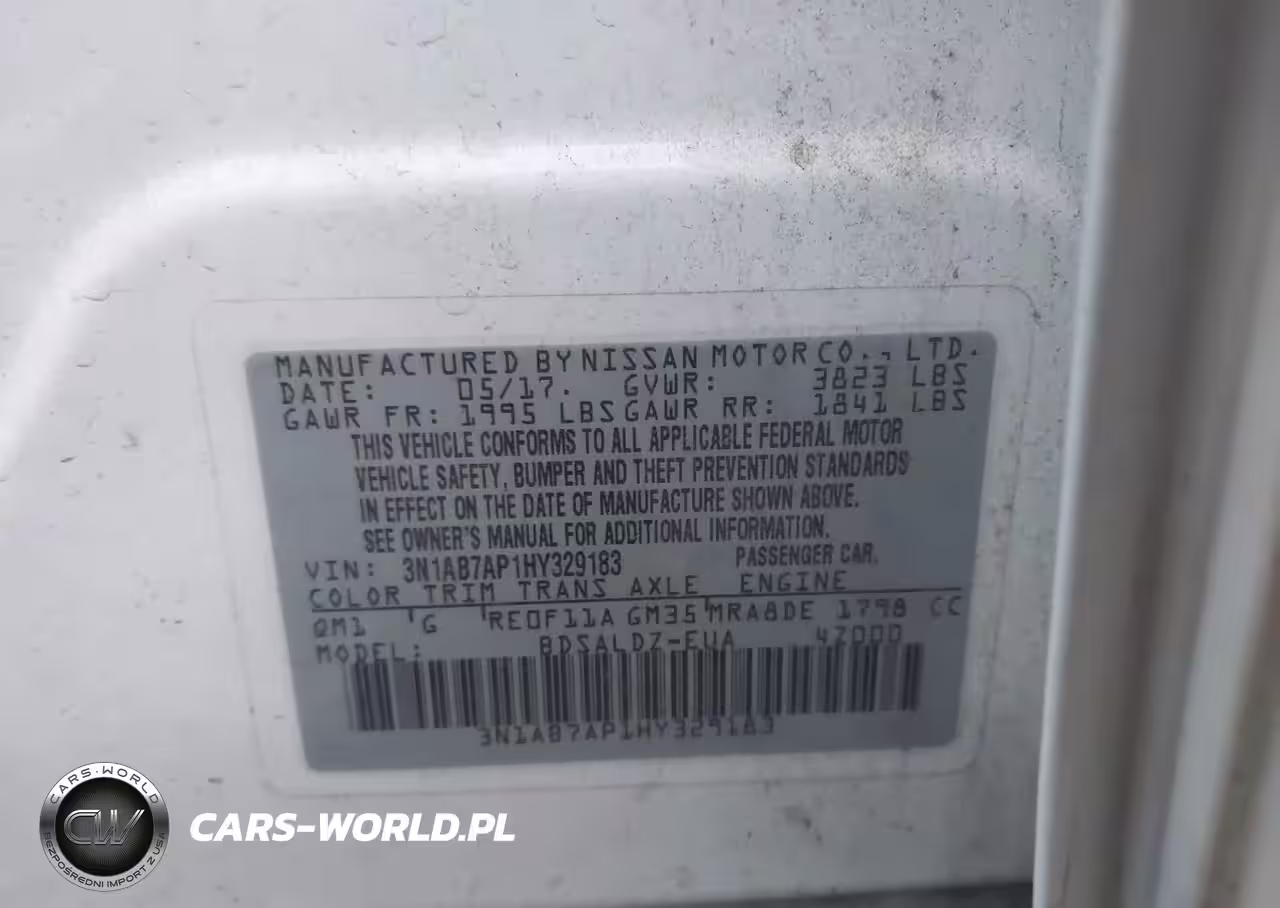 MANUFACTURED BY NISSAN MOTOR CO., LTD.
DATE: 05/17. GVWR: 3823 LBS
GAWR FR: 1995 LBS GAWR RR: 1841 LBS
THIS VEHICLE CONFORMS TO ALL APPLICABLE FEDERAL MOTOR
VEHICLE SAFETY, BUMPER AND THEFT PREVENTION STANDARDS
IN EFFECT ON THE DATE OF MANUFACTURE SHOWN ABOVE.
SEE OWNER'S MANUAL FOR ADDITIONAL INFORMATION.
VIN: 3N1AB7AP1HY329183 PASSENGER CAR.
COLOR TRIM TRANS AXLE ENGINE
QM1 G RE0F11A GM35 MRA8DE 1798 CC
MODEL: BDSALDZ-EUA 4Z000
3N1AB7AP1HY329183
CARS-WORLD
CW
BEZPOŚREDNI IMPORT Z USA
CARS-WORLD.PL